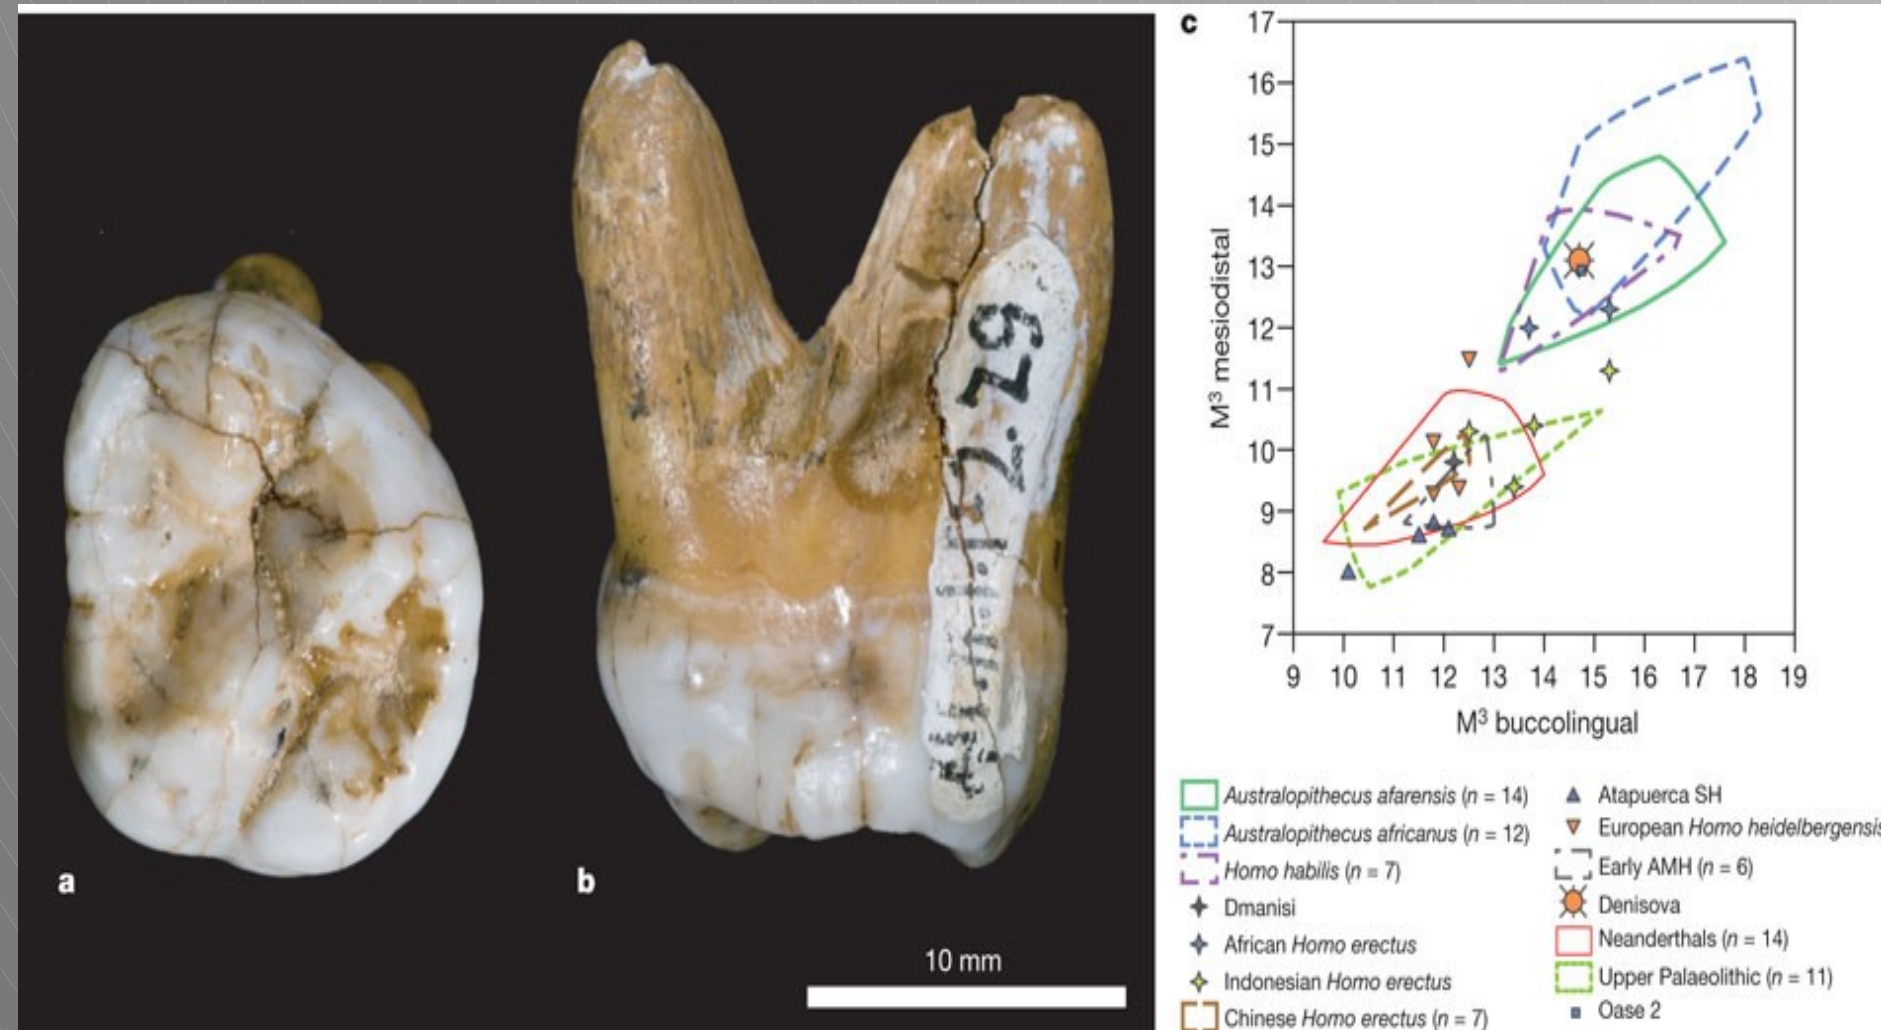 a
b
67.7
10 mm
c
M³ mesiodistal
17
16
15
14
13
12
11
10
9
8
7
9 10 11 12 13 14 15 16 17 18 19
M³ buccolingual
Australopithecus afarensis (n = 14)
Australopithecus africanus (n = 12)
Homo habilis (n = 7)
Dmanisi
African Homo erectus
Indonesian Homo erectus
Chinese Homo erectus (n = 7)
Atapuerca SH
European Homo heidelbergensis
Early AMH (n = 6)
Denisova
Neanderthals (n = 14)
Upper Palaeolithic (n = 11)
Oase 2